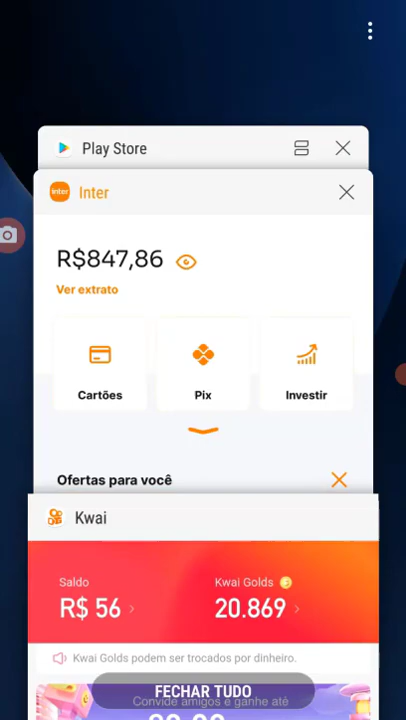 Play Store
inter Inter
R$847,86
Ver extrato
Cartões Pix Investir
Ofertas para você
Kwai
Saldo Kwai Golds
R$ 56 20.869
Kwai Golds podem ser trocados por dinheiro.
FECHAR TUDO
Convide amigos e ganhe até